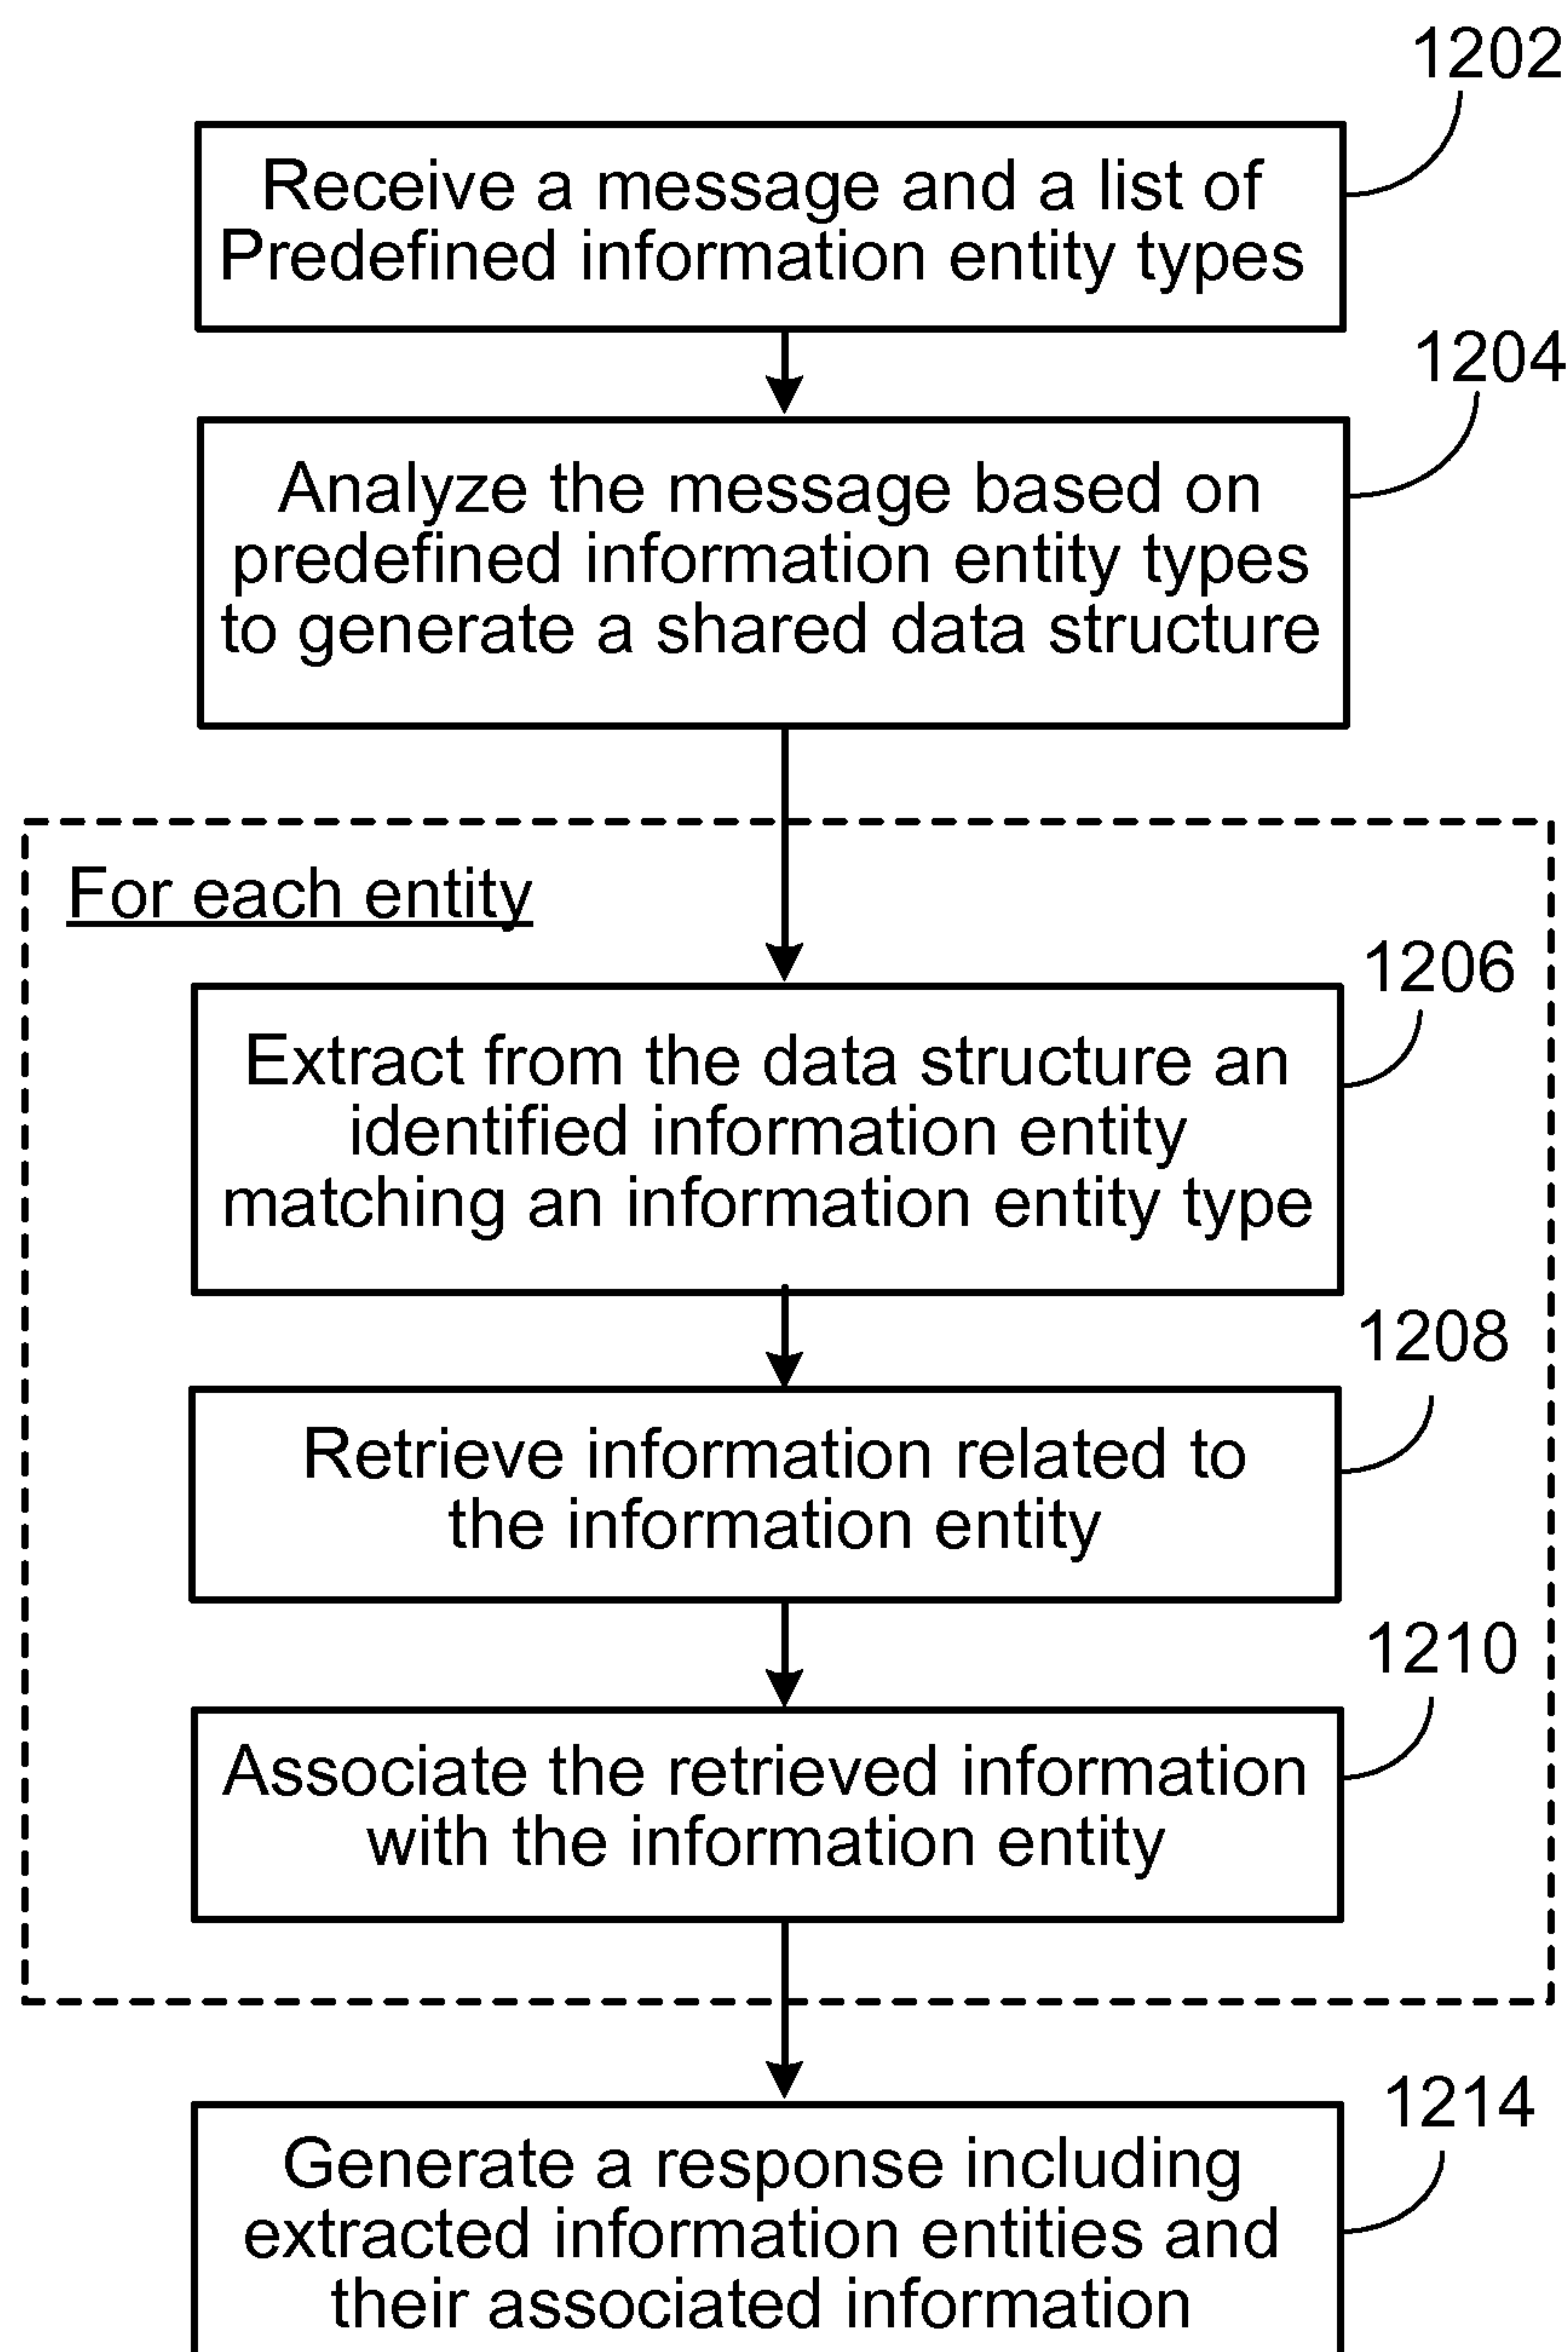 1202
Receive a message and a list of
Predefined information entity types
1204
Analyze the message based on
predefined information entity types
to generate a shared data structure
For each entity
1206
Extract from the data structure an
identified information entity
matching an information entity type
1208
Retrieve information related to
the information entity
1210
Associate the retrieved information
with the information entity
1214
Generate a response including
extracted information entities and
their associated information